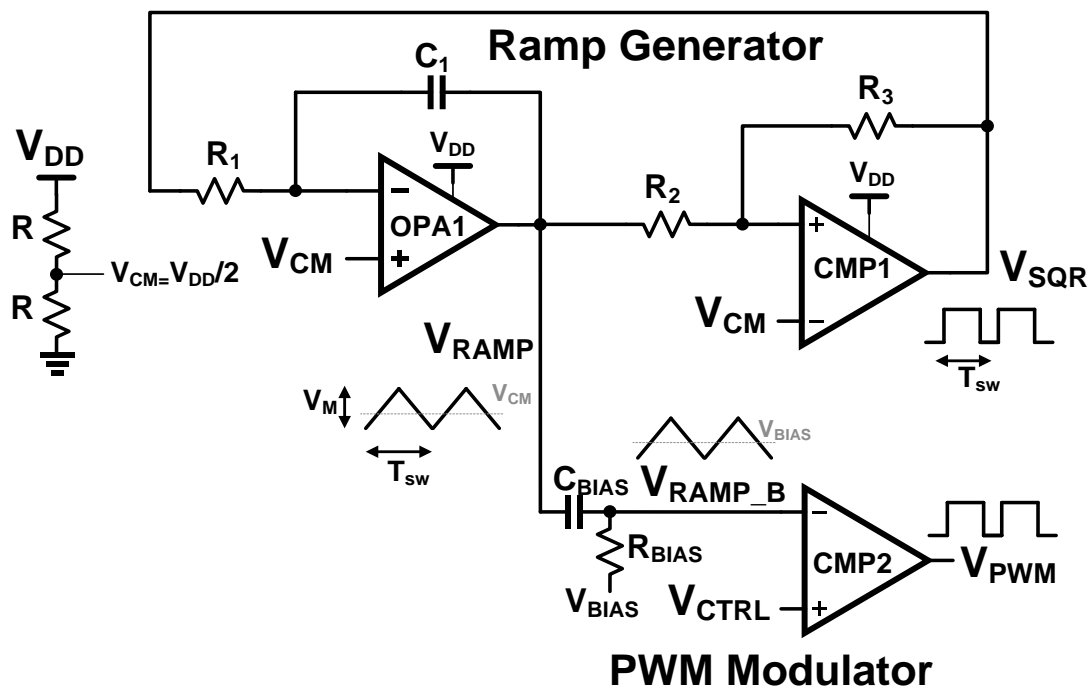 Ramp Generator
C1
R3
VDD
R1
VDD
R2
VDD
R
OPA1
VCM
VCM=VDD/2
R
CMP1
VSQR
VCM
VRAMP
Tsw
VM
VCM
VBIAS
Tsw
CBIAS
VRAMP_B
RBIAS
CMP2
VPWM
VBIAS
VCTRL
PWM Modulator